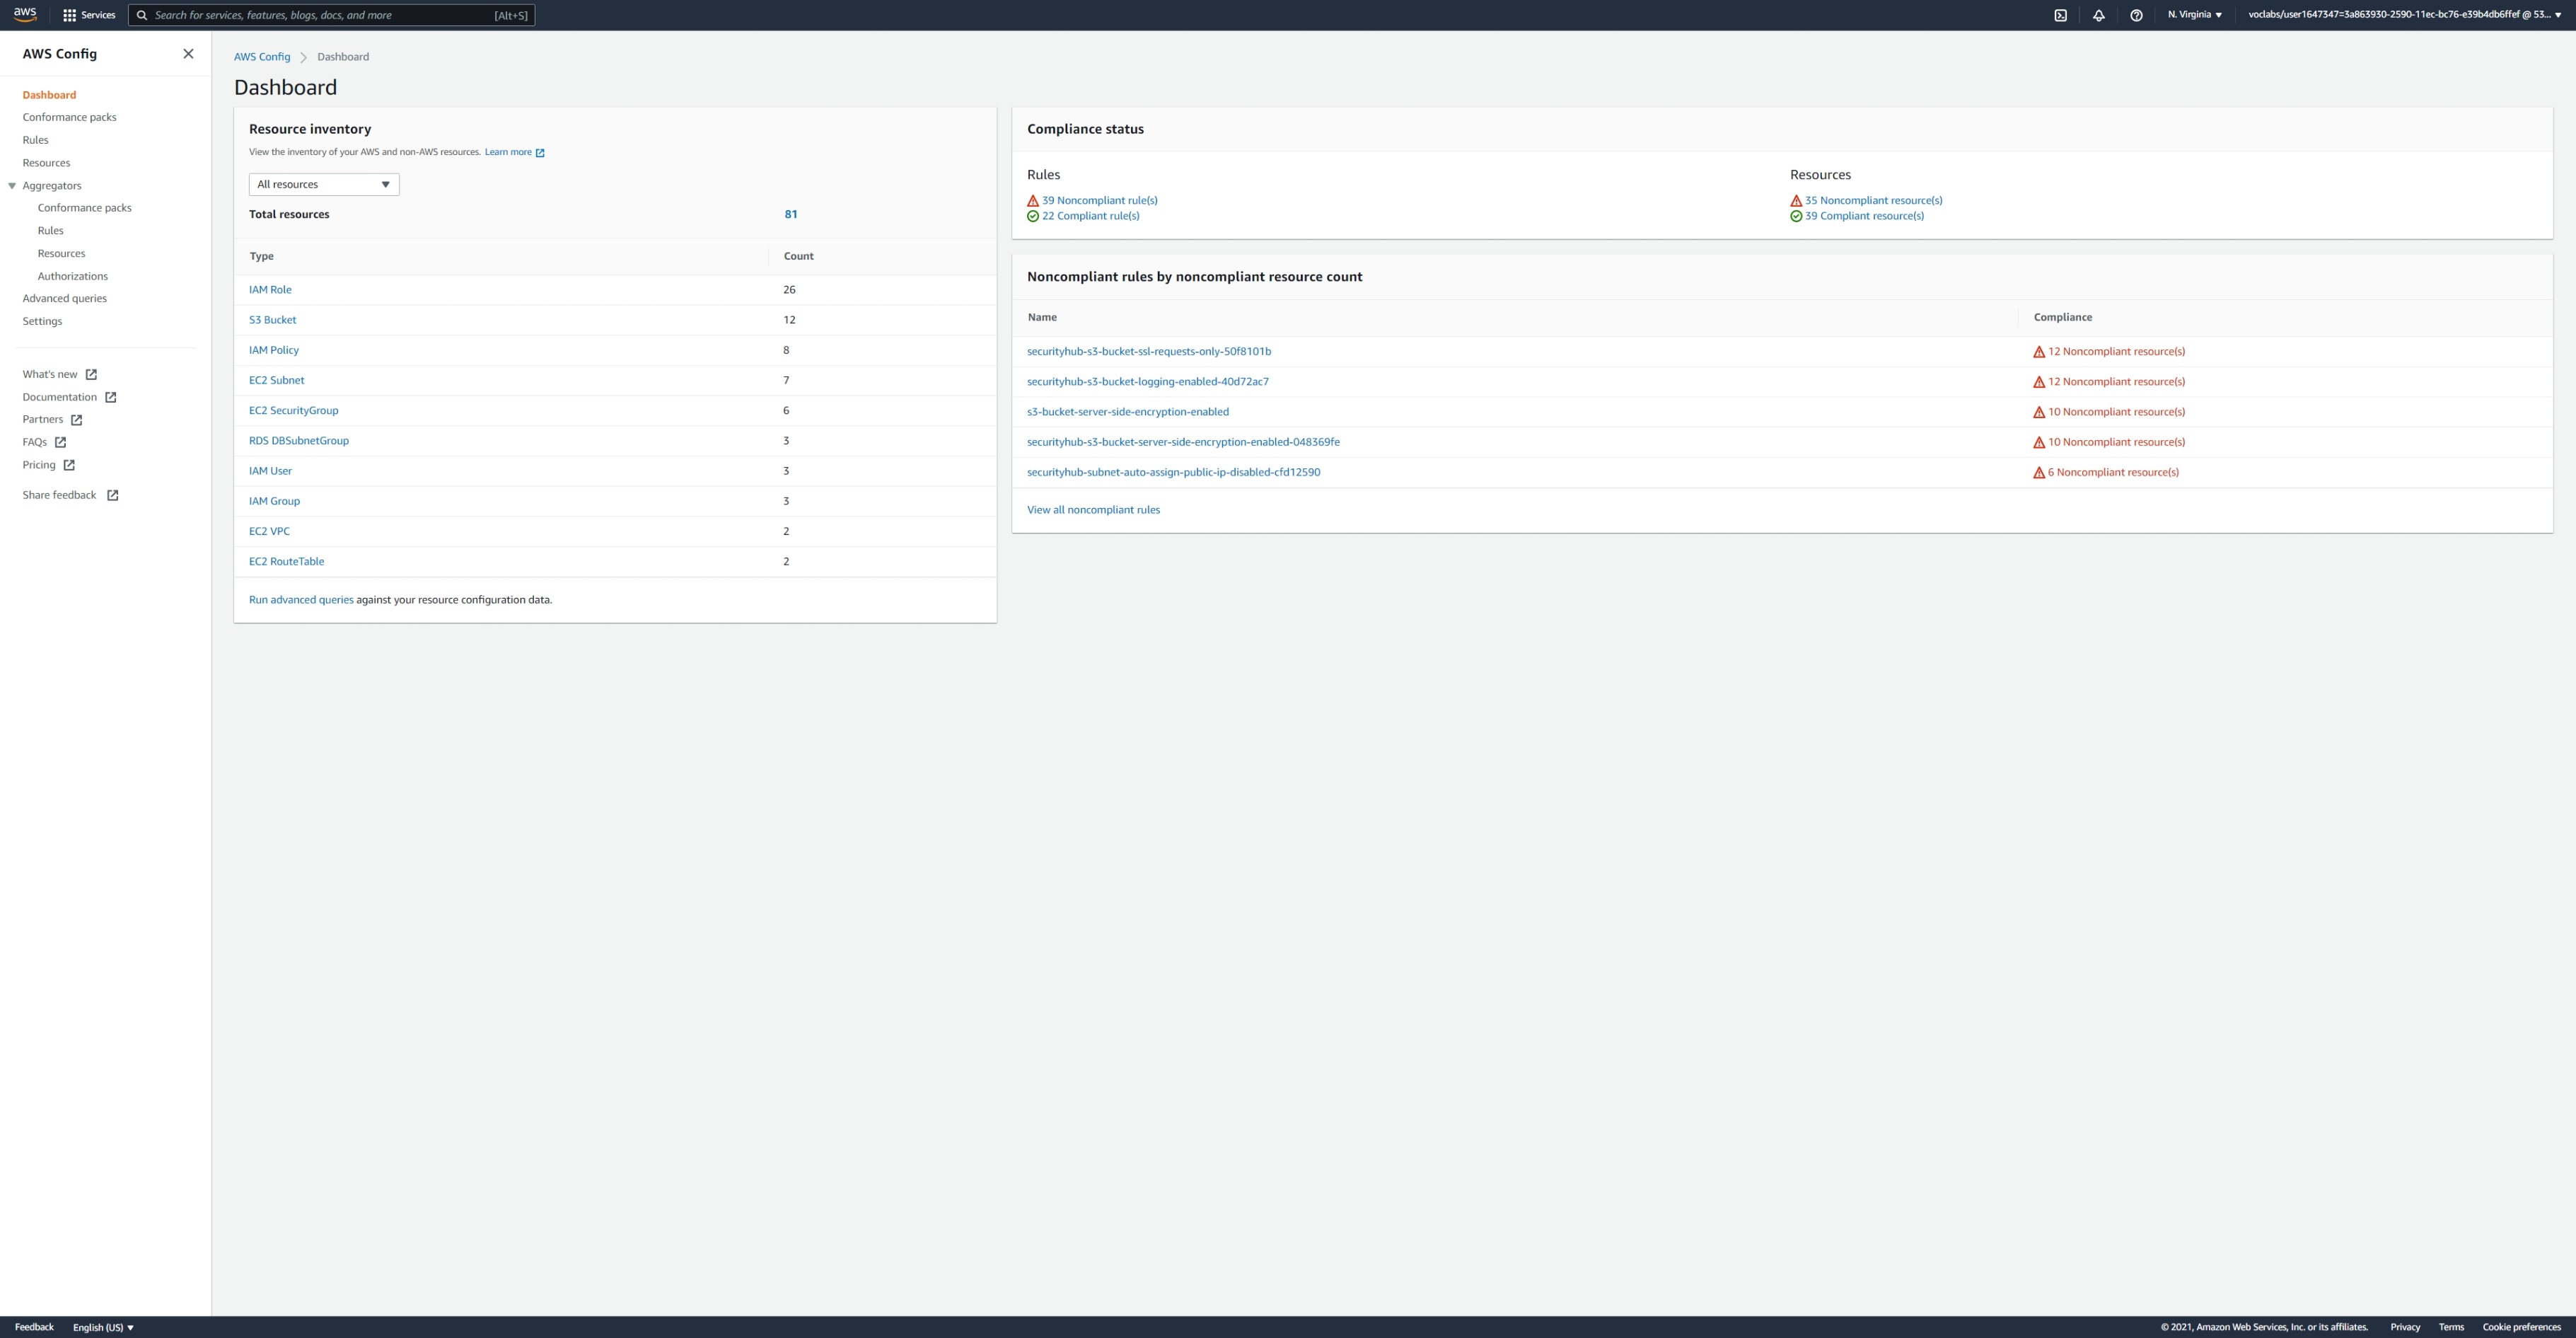 aws
Services
Search for services, features, blogs, docs, and more [Alt+S]
N. Virginia
voclabs/user1647347=3a863930-2590-11ec-bc76-e39b4db6ffef @ 53...
AWS Config
Dashboard
Conformance packs
Rules
Resources
Aggregators
Conformance packs
Rules
Resources
Authorizations
Advanced queries
Settings
What's new
Documentation
Partners
FAQs
Pricing
Share feedback
AWS Config > Dashboard
Dashboard
Resource inventory
View the inventory of your AWS and non-AWS resources. Learn more
All resources
Total resources 81
Type Count
IAM Role 26
S3 Bucket 12
IAM Policy 8
EC2 Subnet 7
EC2 SecurityGroup 6
RDS DBSubnetGroup 3
IAM User 3
IAM Group 3
EC2 VPC 2
EC2 RouteTable 2
Run advanced queries against your resource configuration data.
Compliance status
Rules
39 Noncompliant rule(s)
22 Compliant rule(s)
Resources
35 Noncompliant resource(s)
39 Compliant resource(s)
Noncompliant rules by noncompliant resource count
Name Compliance
securityhub-s3-bucket-ssl-requests-only-50f8101b 12 Noncompliant resource(s)
securityhub-s3-bucket-logging-enabled-40d72ac7 12 Noncompliant resource(s)
s3-bucket-server-side-encryption-enabled 10 Noncompliant resource(s)
securityhub-s3-bucket-server-side-encryption-enabled-048369fe 10 Noncompliant resource(s)
securityhub-subnet-auto-assign-public-ip-disabled-cfd12590 6 Noncompliant resource(s)
View all noncompliant rules
Feedback English (US)
© 2021, Amazon Web Services, Inc. or its affiliates. Privacy Terms Cookie preferences